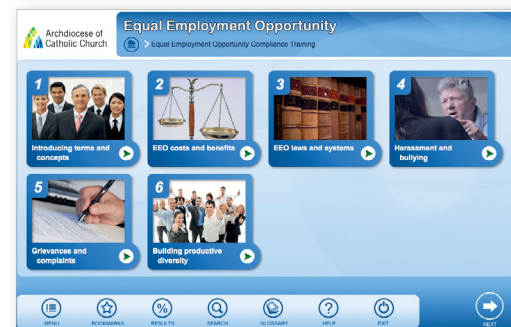 Archdiocese of
Catholic Church
Equal Employment Opportunity
Equal Employment Opportunity Compliance Training
1
2
3
4
Introducing terms and
concepts
EEO costs and benefits
EEO laws and systems
Harassment and
bullying
5
6
Grievances and
complaints
Building productive
diversity
MENU
BOOKMARKS
RESULTS
SEARCH
GLOSSARY
HELP
EXIT
NEXT